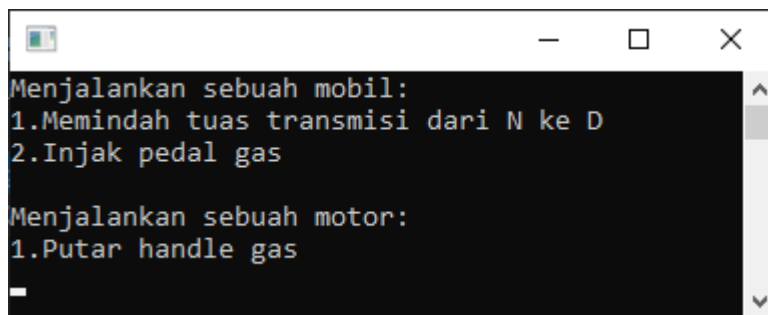 Menjalankan sebuah mobil:
1.Memindah tuas transmisi dari N ke D
2.Injak pedal gas
Menjalankan sebuah motor:
1.Putar handle gas